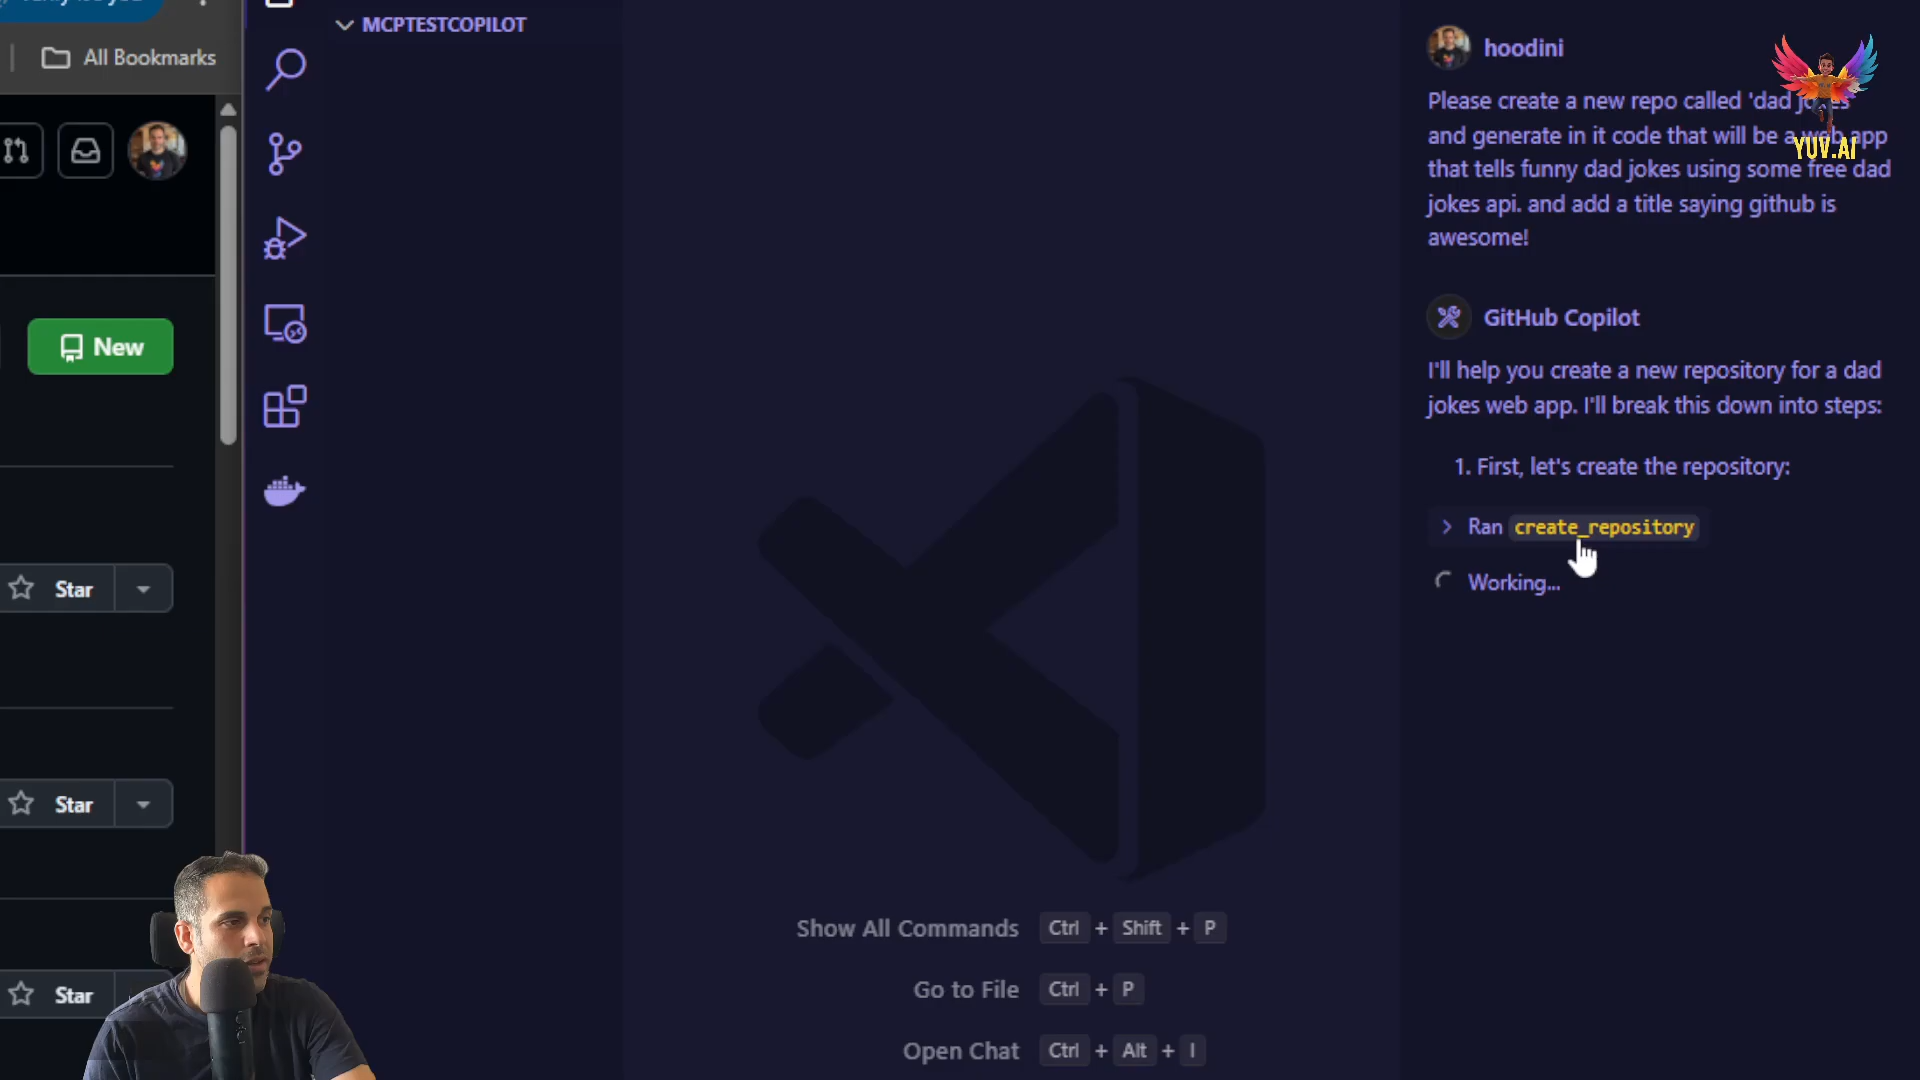 All Bookmarks
New
Star
Star
Star
MCPTESTCOPILOT
Show All Commands Ctrl + Shift + P
Go to File Ctrl + P
Open Chat Ctrl + Alt + I
hoodini
Please create a new repo called 'dad
and generate in it code that will be a web app
that tells funny dad jokes using some free dad
jokes api. and add a title saying github is
awesome!
GitHub Copilot
I'll help you create a new repository for a dad
jokes web app. I'll break this down into steps:
1. First, let's create the repository:
Ran create_repository
Working...
YUV.AI